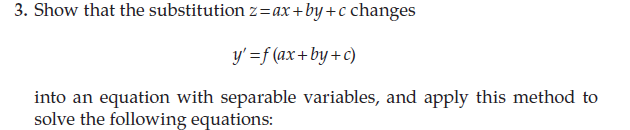 3. Show that the substitution z=ax+by+c changes
y′=f(ax+by+c)
into an equation with separable variables, and apply this method to
solve the following equations: